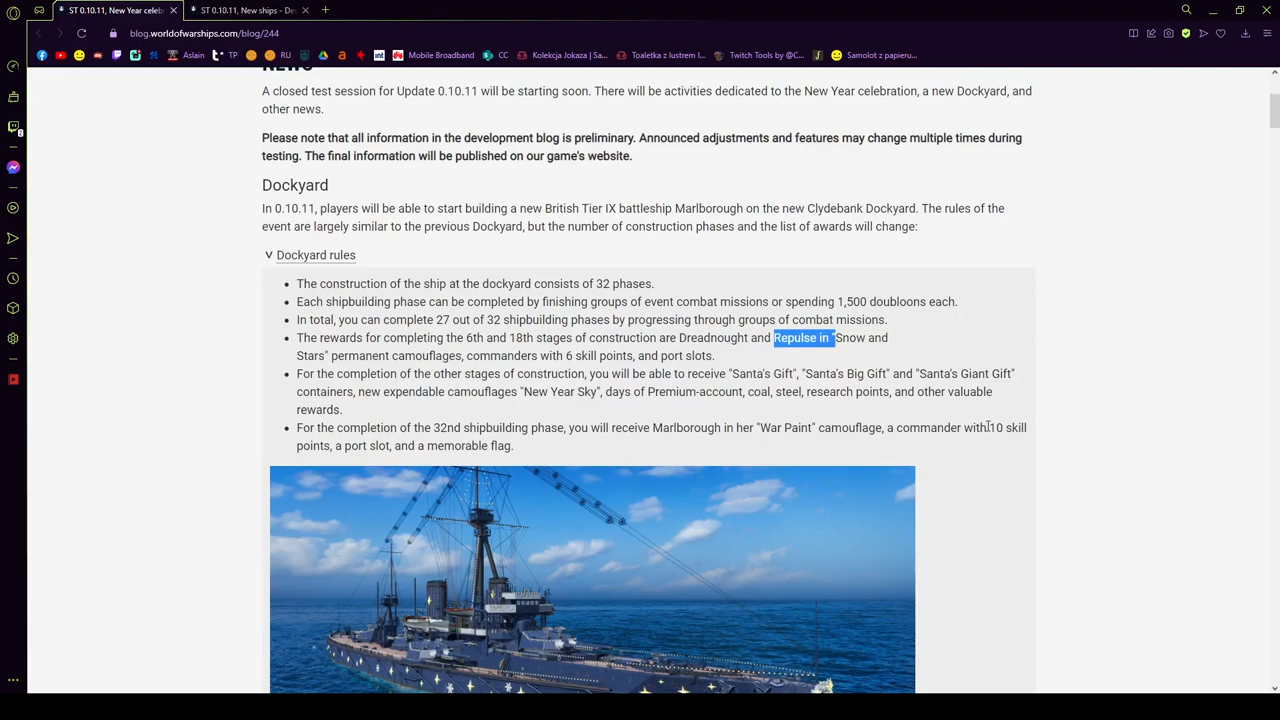 ST 0.10.11, New Year celeb
ST 0.10.11, New ships - De
blog.worldofwarships.com/blog/244
Aslain
TP
RU
int
Mobile Broadband
CC
Kolekcja Jokaza | Sa...
Toaletka z lustrem I...
Twitch Tools by @C...
Samolot z papieru...
NEWS
A closed test session for Update 0.10.11 will be starting soon. There will be activities dedicated to the New Year celebration, a new Dockyard, and
other news.
Please note that all information in the development blog is preliminary. Announced adjustments and features may change multiple times during
testing. The final information will be published on our game's website.
Dockyard
In 0.10.11, players will be able to start building a new British Tier IX battleship Marlborough on the new Clydebank Dockyard. The rules of the
event are largely similar to the previous Dockyard, but the number of construction phases and the list of awards will change:
Dockyard rules
The construction of the ship at the dockyard consists of 32 phases.
Each shipbuilding phase can be completed by finishing groups of event combat missions or spending 1,500 doubloons each.
In total, you can complete 27 out of 32 shipbuilding phases by progressing through groups of combat missions.
The rewards for completing the 6th and 18th stages of construction are Dreadnought and Repulse in "Snow and
Stars" permanent camouflages, commanders with 6 skill points, and port slots.
For the completion of the other stages of construction, you will be able to receive "Santa's Gift", "Santa's Big Gift" and "Santa's Giant Gift"
containers, new expendable camouflages "New Year Sky", days of Premium-account, coal, steel, research points, and other valuable
rewards.
For the completion of the 32nd shipbuilding phase, you will receive Marlborough in her "War Paint" camouflage, a commander with 10 skill
points, a port slot, and a memorable flag.